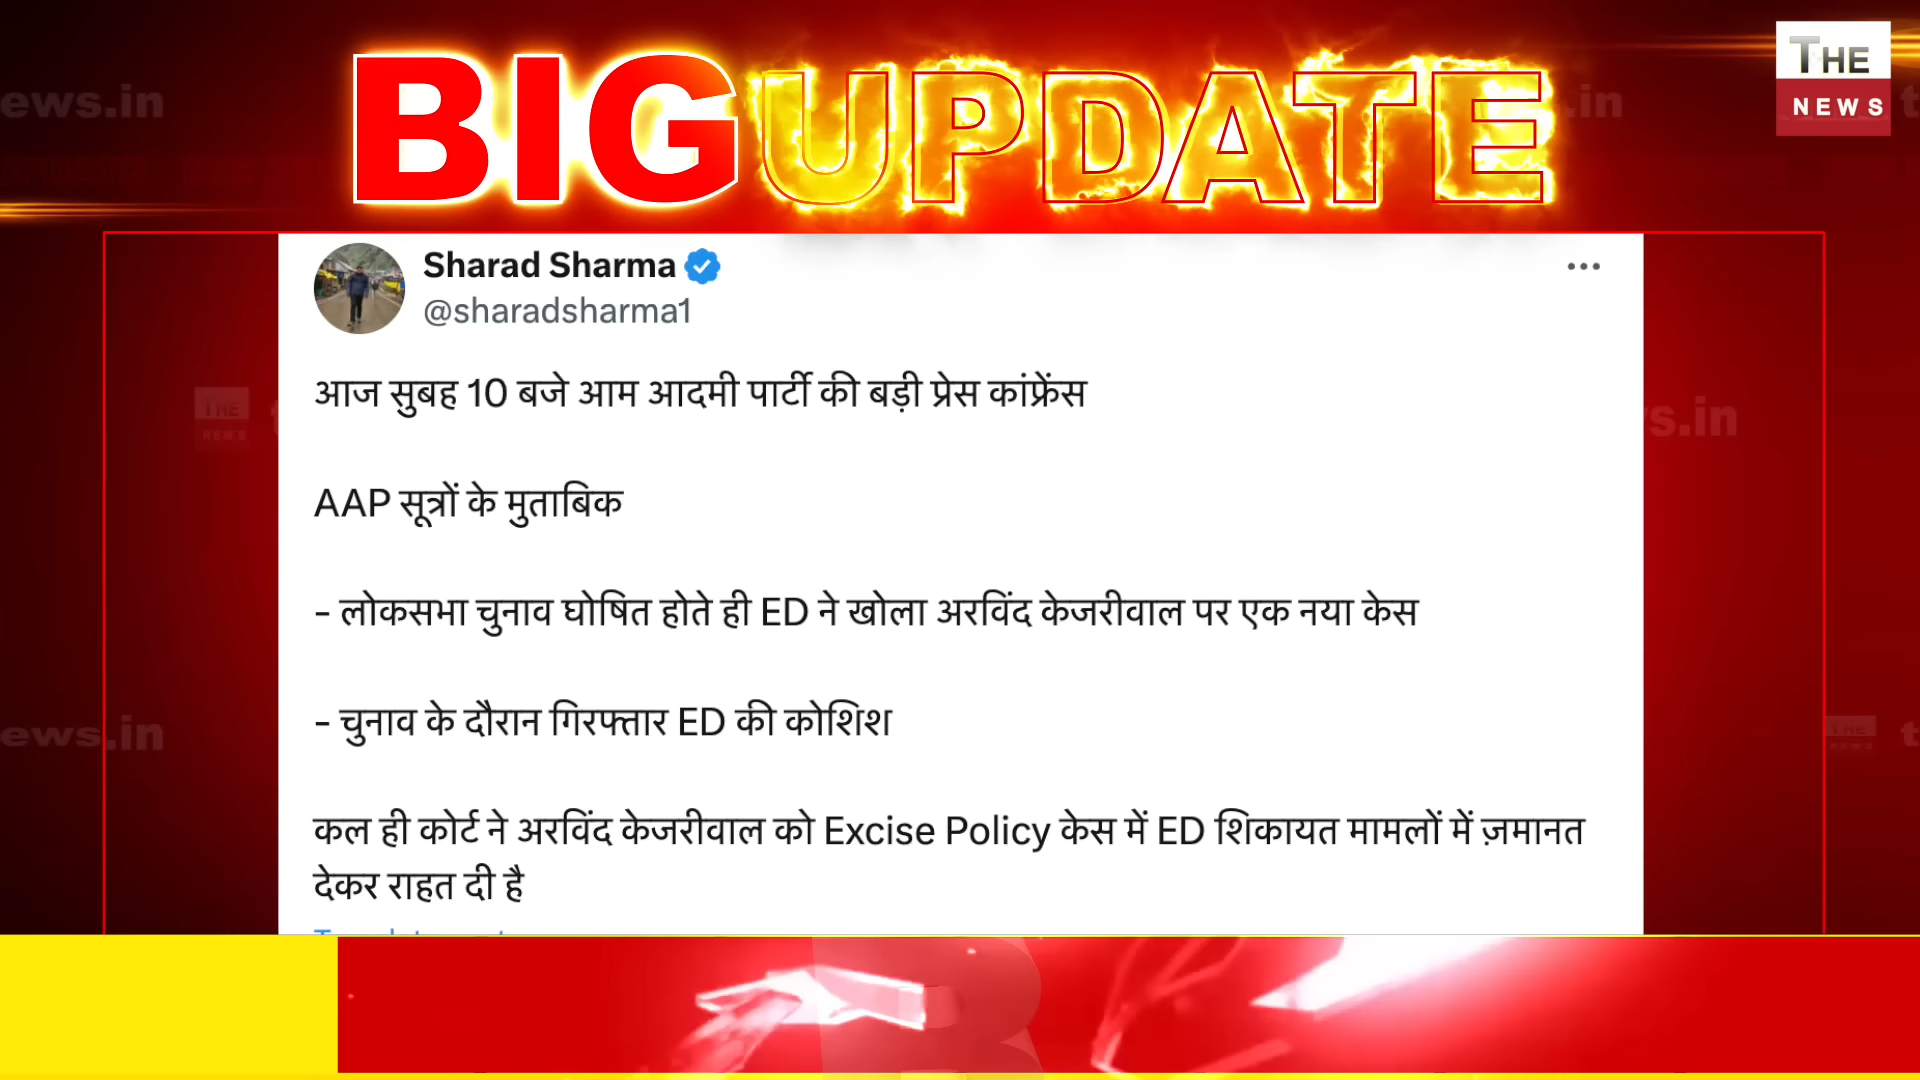 BIG UPDATE
THE
NEWS
Sharad Sharma
@sharadsharma1
आज सुबह 10 बजे आम आदमी पार्टी की बड़ी प्रेस कांफ्रेंस
AAP सूत्रों के मुताबिक
- लोकसभा चुनाव घोषित होते ही ED ने खोला अरविंद केजरीवाल पर एक नया केस
- चुनाव के दौरान गिरफ्तार ED की कोशिश
कल ही कोर्ट ने अरविंद केजरीवाल को Excise Policy केस में ED शिकायत मामलों में ज़मानत
देकर राहत दी है